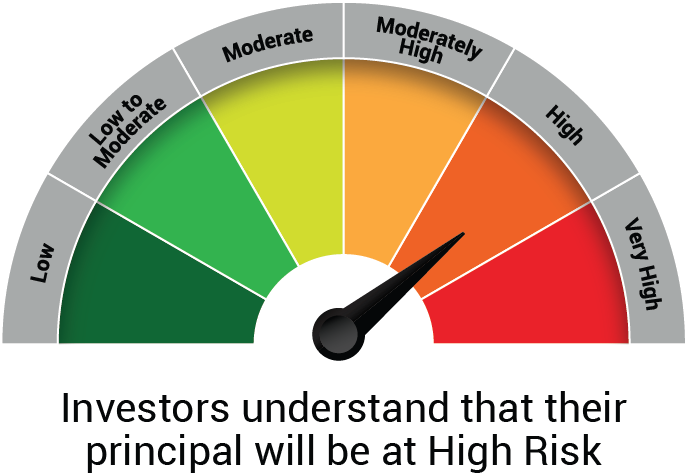 Low
Low to
Moderate
Moderate
Moderately
High
High
Very High
Investors understand that their
principal will be at High Risk